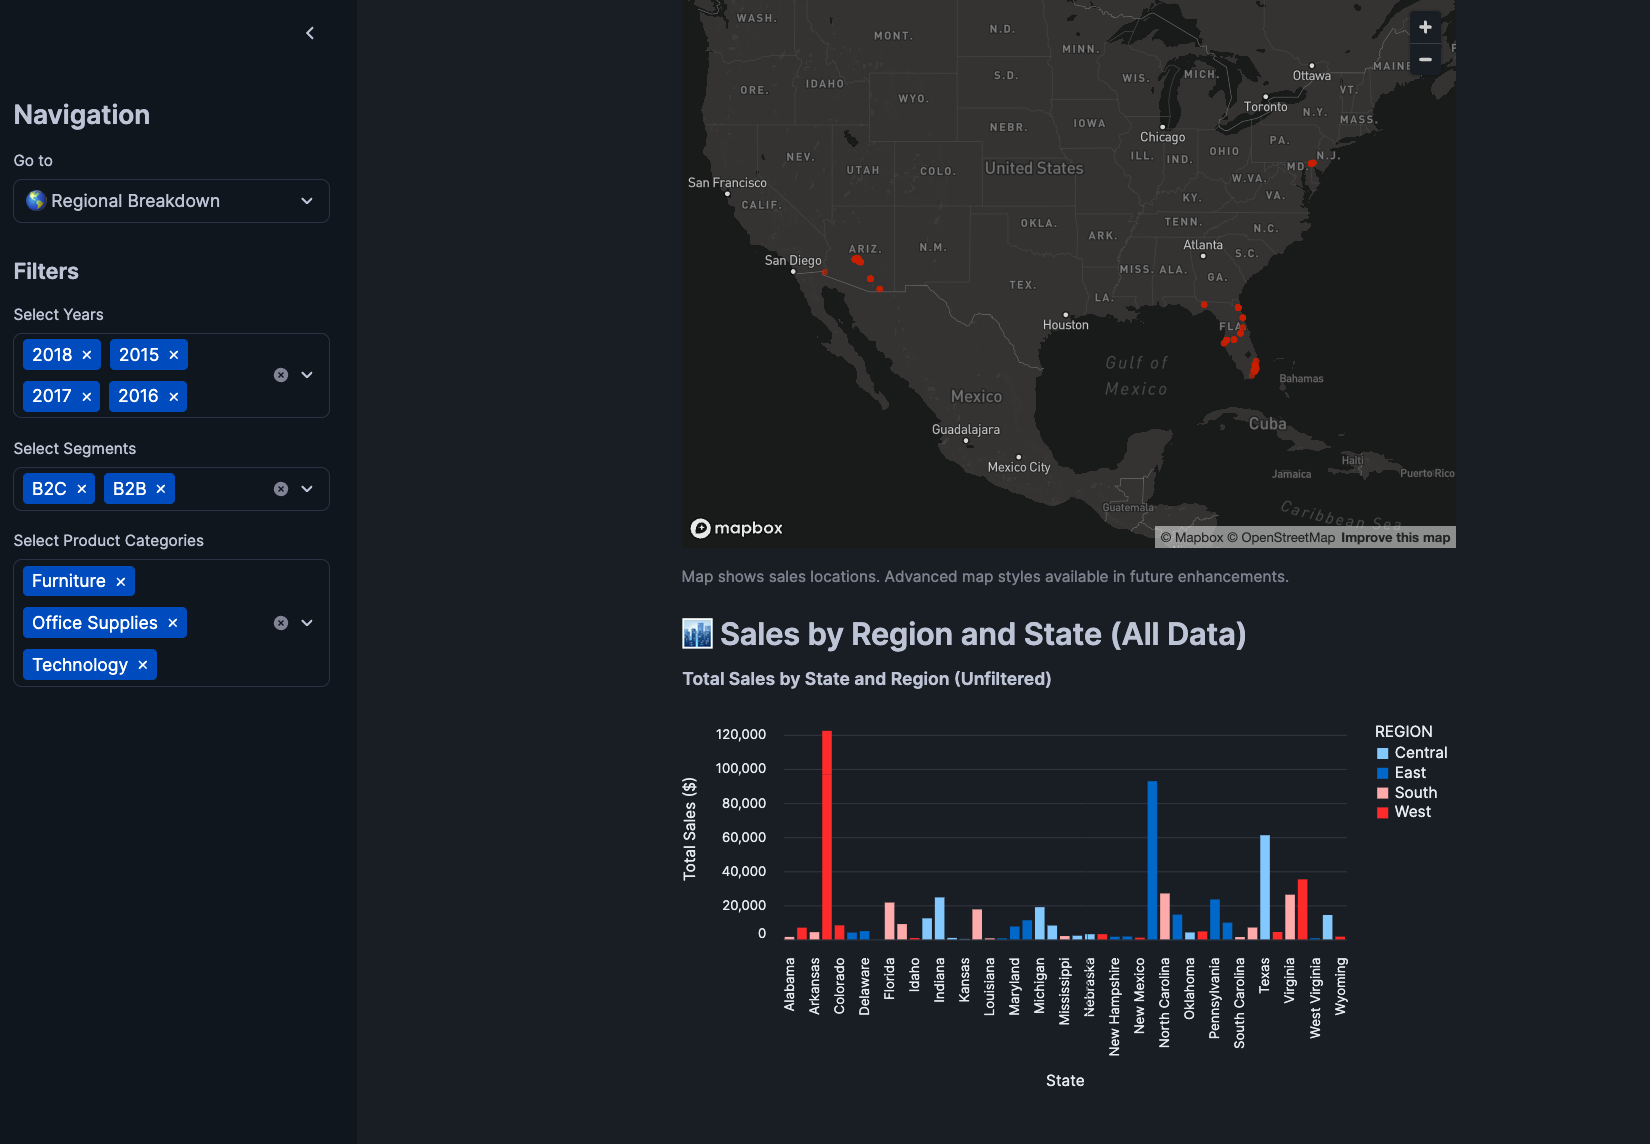 Navigation
Go to
🌎 Regional Breakdown
Filters
Select Years
2018 × 2015 ×
2017 × 2016 ×
Select Segments
B2C × B2B ×
Select Product Categories
Furniture ×
Office Supplies ×
Technology ×
WASH.
MONT.
N.D.
MINN.
ORE.
IDAHO
WYO.
S.D.
WIS.
MICH.
Ottawa
MAINE
VT.
Toronto
N.Y.
MASS.
NEBR.
IOWA
Chicago
PA.
NEV.
UTAH
COLO.
United States
ILL.
IND.
OHIO
MD.
N.J.
San Francisco
CALIF.
KY.
W.VA.
VA.
OKLA.
ARK.
TENN.
N.C.
San Diego
ARIZ.
N.M.
Atlanta
S.C.
TEX.
LA.
MISS.
ALA.
GA.
Houston
FLA
Gulf of
Mexico
Bahamas
Mexico
Cuba
Guadalajara
Mexico City
Haiti
Jamaica
Puerto Rico
Guatemala
Caribbean Sea
+
−
mapbox
© Mapbox © OpenStreetMap Improve this map
Map shows sales locations. Advanced map styles available in future enhancements.
Sales by Region and State (All Data)
Total Sales by State and Region (Unfiltered)
Total Sales ($)
120,000
100,000
80,000
60,000
40,000
20,000
0
REGION
Central
East
South
West
Alabama
Arkansas
Colorado
Delaware
Florida
Idaho
Indiana
Kansas
Louisiana
Maryland
Michigan
Mississippi
Nebraska
New Hampshire
New Mexico
North Carolina
Oklahoma
Pennsylvania
South Carolina
Texas
Virginia
West Virginia
Wyoming
State